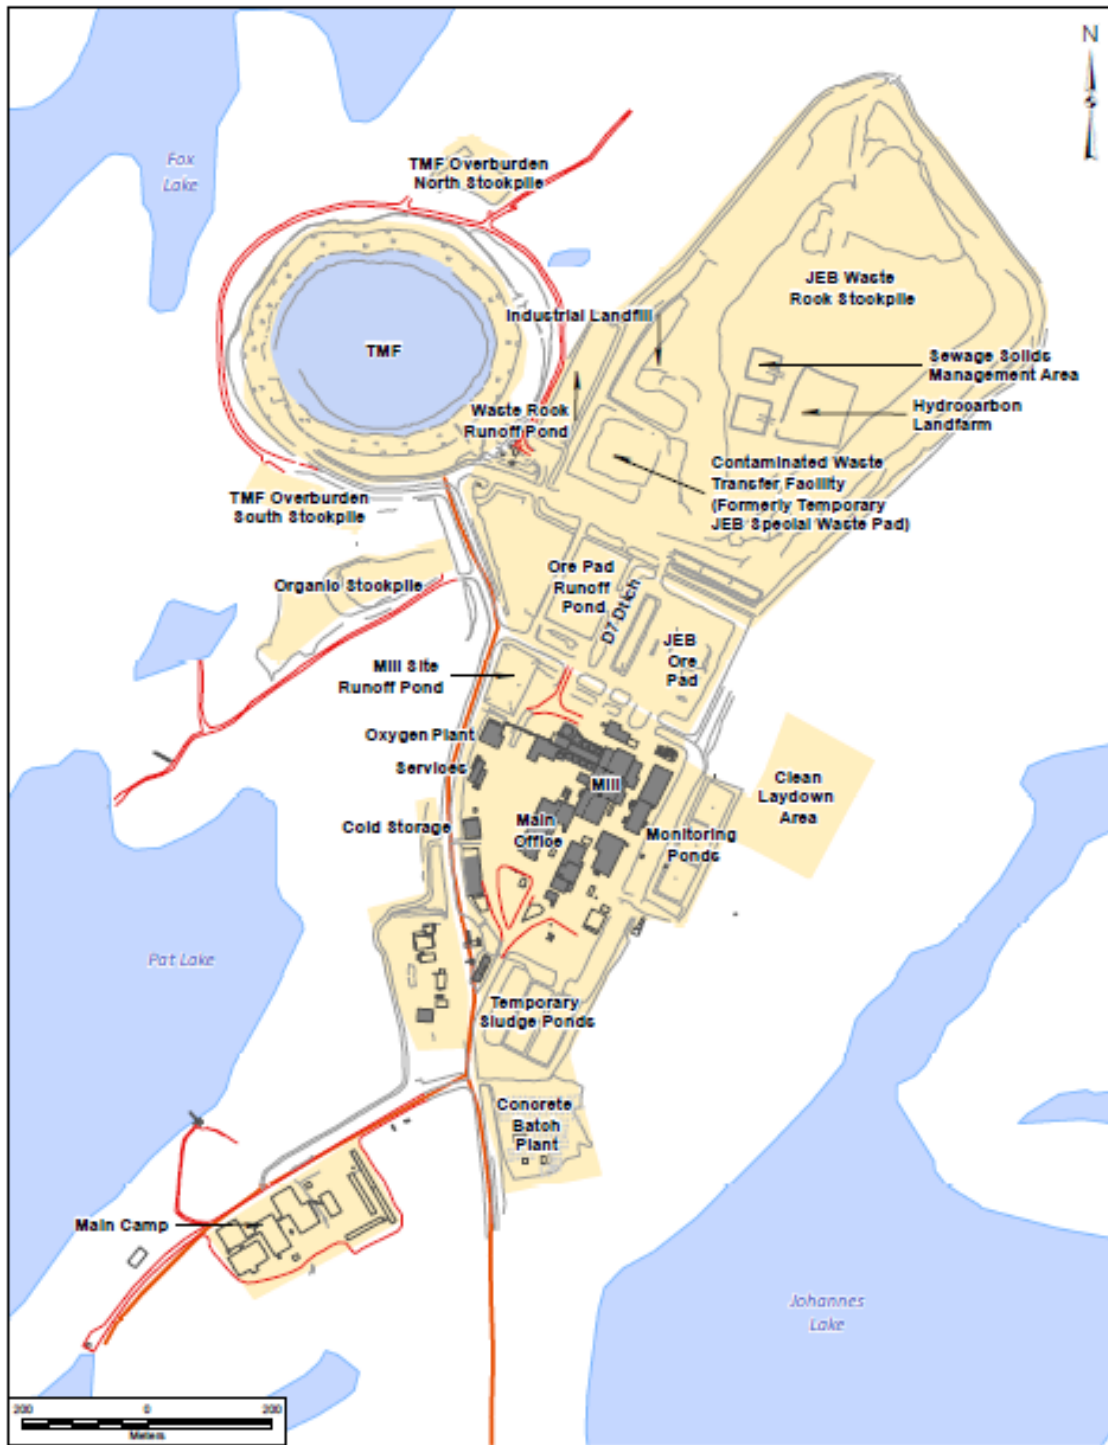 N
Fox
Lake
TMF Overburden
North Stockpile
JEB Waste
Rock Stockpile
Industrial Landfill
TMF
Sewage Solids
Management Area
Waste Rock
Runoff Pond
Hydrocarbon
Landfarm
Contaminated Waste
Transfer Facility
(Formerly Temporary
JEB Special Waste Pad)
TMF Overburden
South Stockpile
Ore Pad
Runoff
Pond
Organic Stockpile
D7 Ditch
JEB
Ore
Pad
Mill Site
Runoff Pond
Oxygen Plant
Services
Mill
Clean
Laydown
Area
Cold Storage
Main
Office
Monitoring
Ponds
Pat Lake
Temporary
Sludge Ponds
Concrete
Batch
Plant
Main Camp
Johannes
Lake
200 0 200
Meters